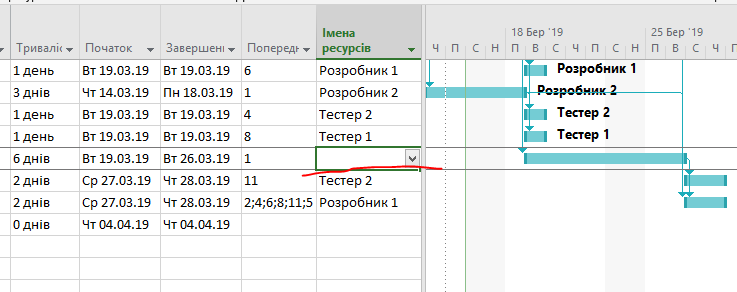 18 Бер '19 25 Бер '19
Триваліс Початок Завершенн Попередн Імена ресурсів Ч П С Н П В С Ч П С Н П В С Ч П
1 день Вт 19.03.19 Вт 19.03.19 6 Розробник 1 Розробник 1
3 днів Чт 14.03.19 Пн 18.03.19 1 Розробник 2 Розробник 2
1 день Вт 19.03.19 Вт 19.03.19 4 Тестер 2 Тестер 2
1 день Вт 19.03.19 Вт 19.03.19 8 Тестер 1 Тестер 1
6 днів Вт 19.03.19 Вт 26.03.19 1
2 днів Ср 27.03.19 Чт 28.03.19 11 Тестер 2
2 днів Ср 27.03.19 Чт 28.03.19 2;4;6;8;11;5 Розробник 1
0 днів Чт 04.04.19 Чт 04.04.19